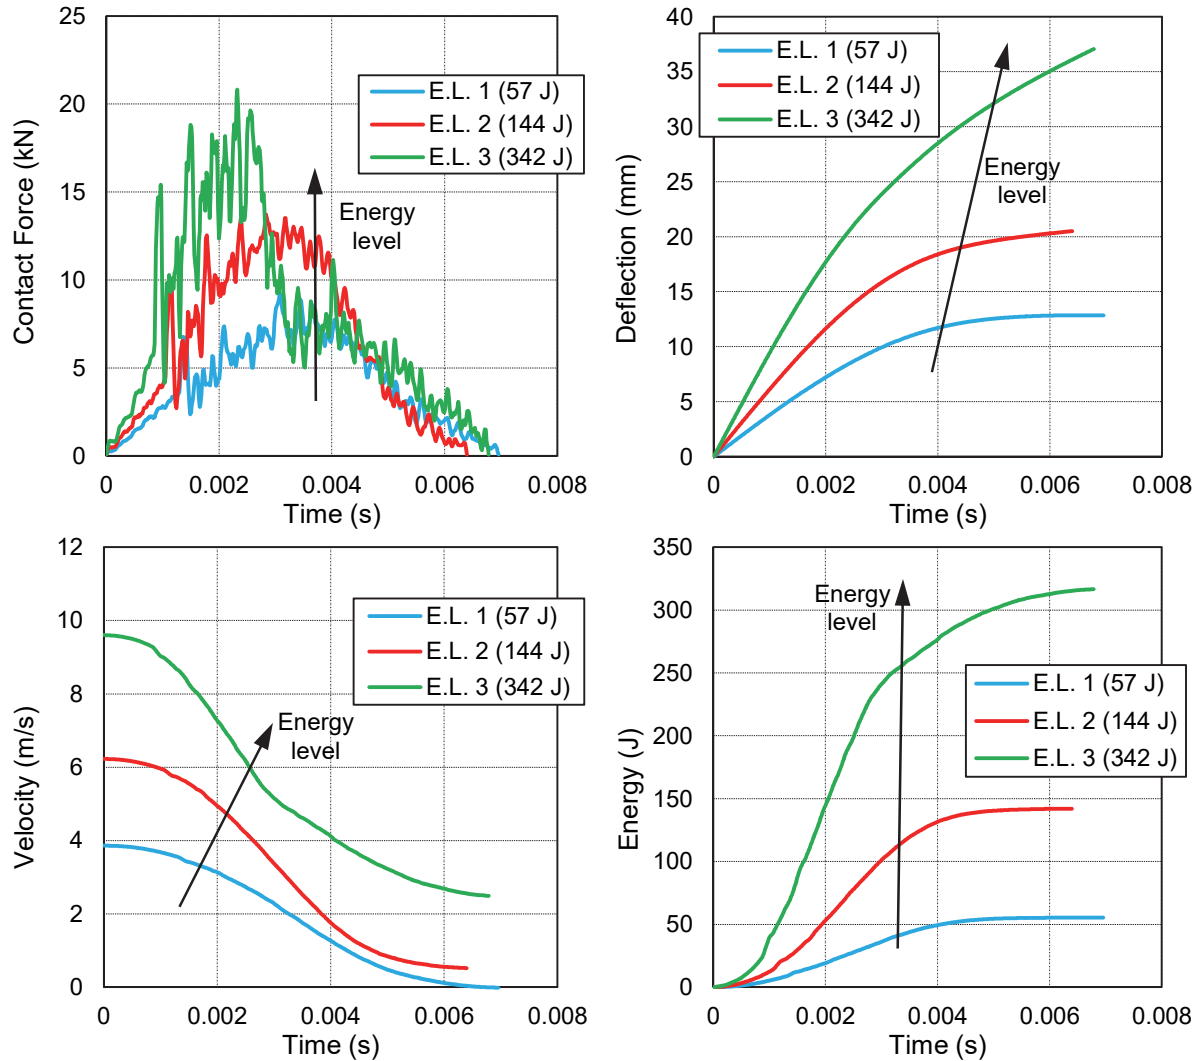 25
20
15
10
5
0
0
0.002
0.004
0.006
0.008
Contact Force (kN)
Time (s)
E.L. 1 (57 J)
E.L. 2 (144 J)
E.L. 3 (342 J)
Energy
level
40
35
30
25
20
15
10
5
0
0
0.002
0.004
0.006
0.008
Deflection (mm)
Time (s)
E.L. 1 (57 J)
E.L. 2 (144 J)
E.L. 3 (342 J)
Energy
level
12
10
8
6
4
2
0
0
0.002
0.004
0.006
0.008
Velocity (m/s)
Time (s)
E.L. 1 (57 J)
E.L. 2 (144 J)
E.L. 3 (342 J)
Energy
level
350
300
250
200
150
100
50
0
0
0.002
0.004
0.006
0.008
Energy (J)
Time (s)
Energy
level
E.L. 1 (57 J)
E.L. 2 (144 J)
E.L. 3 (342 J)